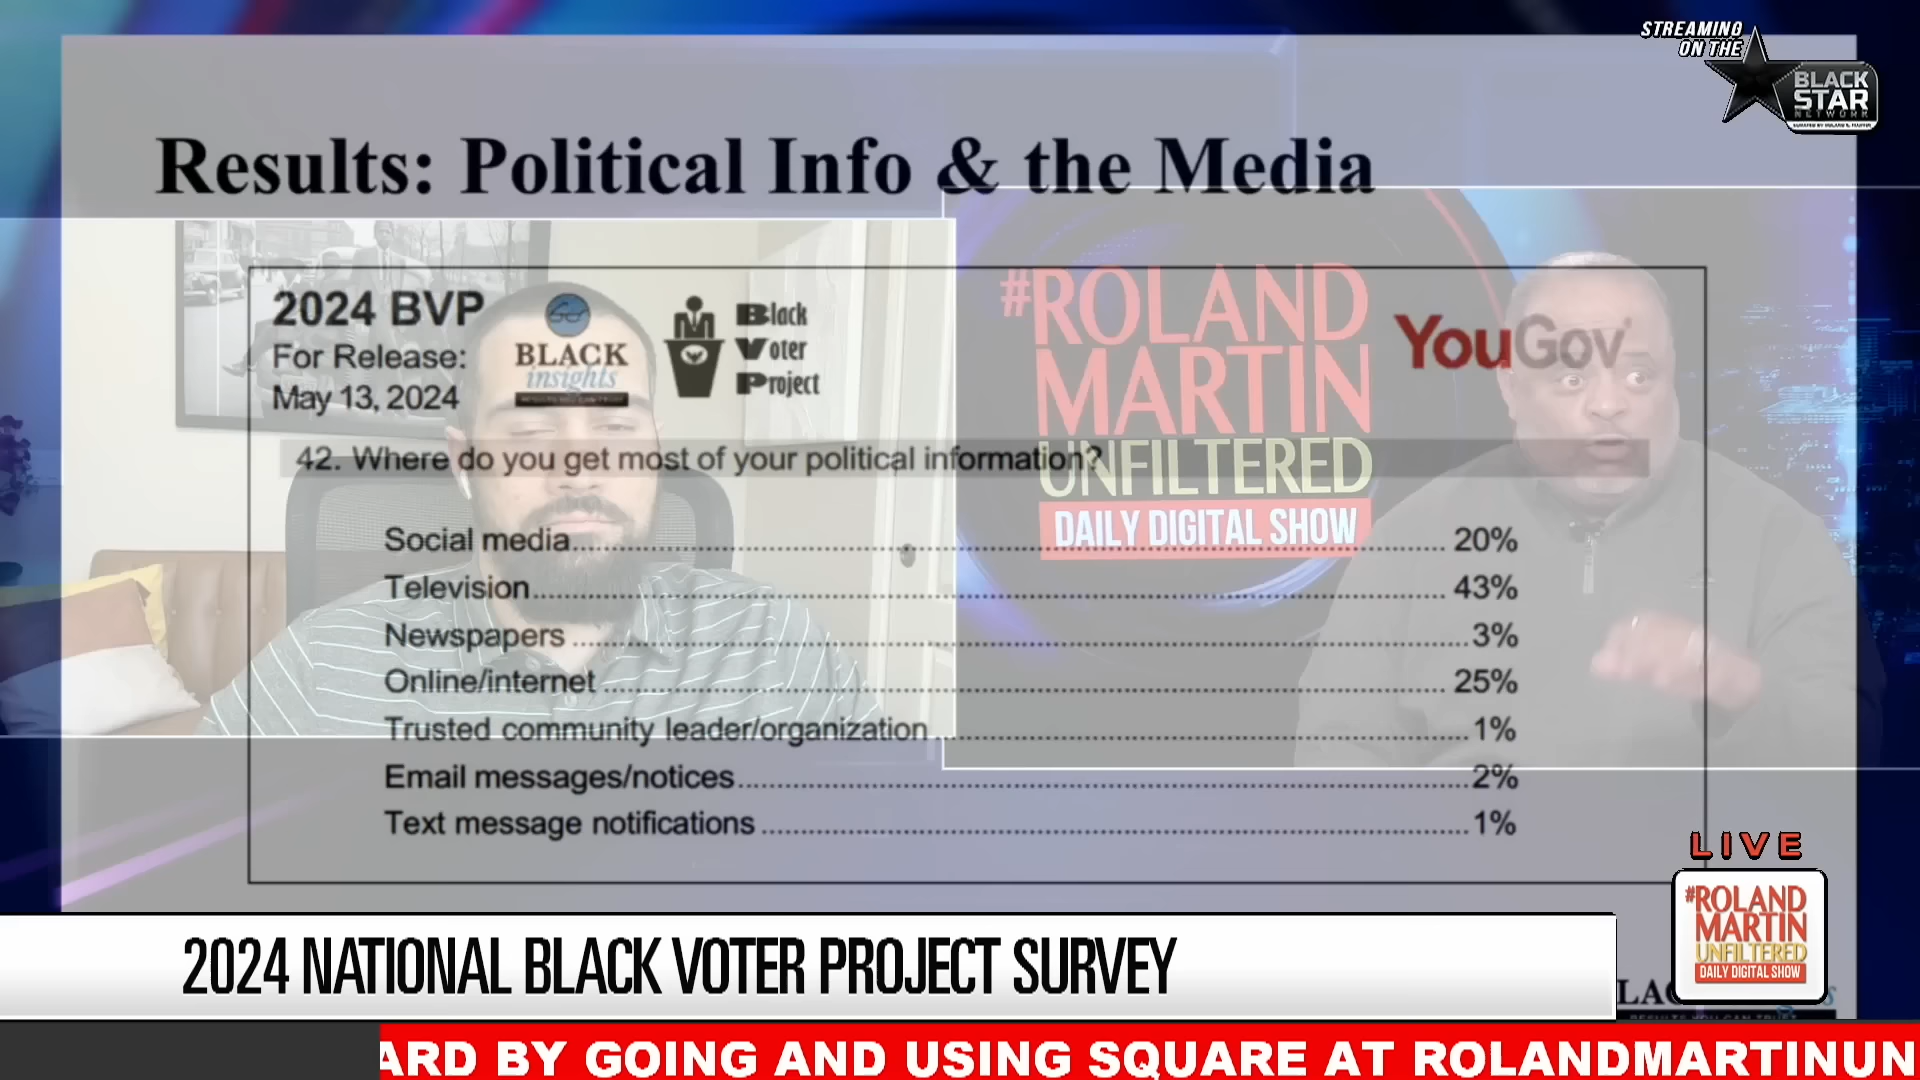 STREAMING
ON THE
BLACK
STAR
NETWORK
Results: Political Info & the Media
2024 BVP
For Release:
May 13, 2024
BLACK
insights
RESULTS YOU CAN TRUST
Black
Voter
Project
#ROLAND
MARTIN
UNFILTERED
DAILY DIGITAL SHOW
YouGov
42. Where do you get most of your political information?
Social media 20%
Television 43%
Newspapers 3%
Online/internet 25%
Trusted community leader/organization 1%
Email messages/notices 2%
Text message notifications 1%
LIVE
#ROLAND
MARTIN
UNFILTERED
DAILY DIGITAL SHOW
2024 NATIONAL BLACK VOTER PROJECT SURVEY
ARD BY GOING AND USING SQUARE AT ROLANDMARTINUN